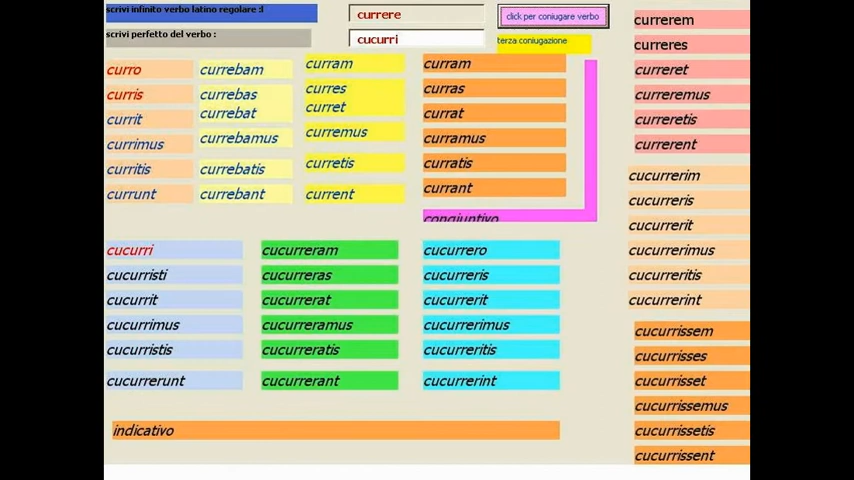 scrivi infinito verbo latino regolare :l
currere
click per coniugare verbo
scrivi perfetto del verbo :
cucurri
terza coniugazione
curro
curris
currit
currimus
curritis
currunt
currebam
currebas
currebat
currebamus
currebatis
currebant
curram
curres
curret
curremus
curretis
current
curram
curras
currat
curramus
curratis
currant
congiuntivo
currerem
curreres
curreret
curreremus
curreretis
currerent
cucurrerim
cucurreris
cucurrerit
cucurrerimus
cucurreritis
cucurrerint
cucurrissem
cucurrisses
cucurrisset
cucurrissemus
cucurrissetis
cucurrissent
cucurri
cucurristi
cucurrit
cucurrimus
cucurristis
cucurrerunt
cucurreram
cucurreras
cucurrerat
cucurreramus
cucurreratis
cucurrerant
cucurrero
cucurreris
cucurrerit
cucurrerimus
cucurreritis
cucurrerint
indicativo